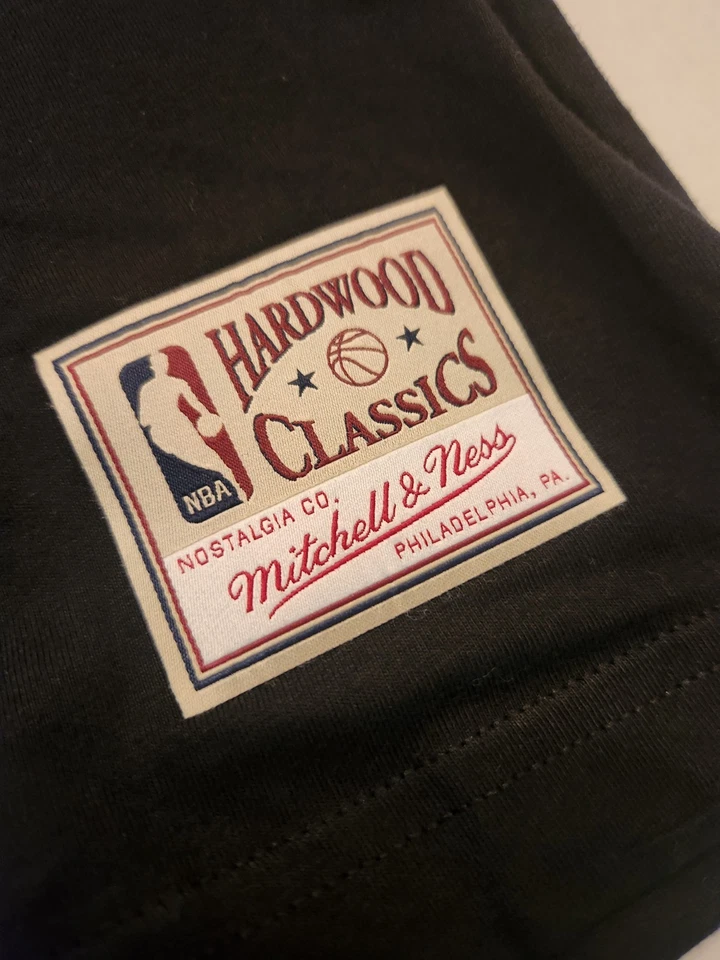 HARDWOOD
CLASSICS
NBA
NOSTALGIA CO.
Mitchell & Ness
PHILADELPHIA, PA.